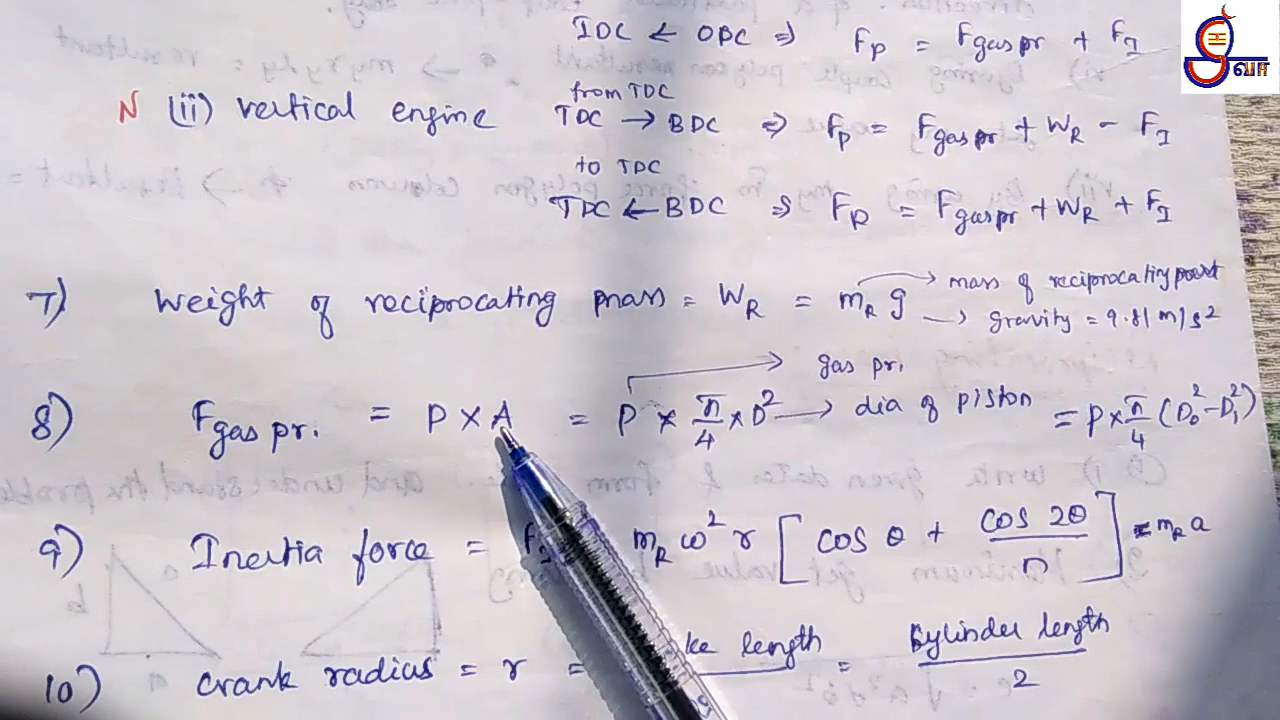 IDC ← ODC ⇒ Fp = Fgas pr + FI
வா
N (ii) vertical engine from TDC TDC → BDC ⇒ Fp = Fgas pr + WR - FI
to TDC
TDC ← BDC ⇒ Fp = Fgas pr + WR + FI
7) Weight of reciprocating mass = WR = mR g → mass of reciprocating part
→ gravity = 9.81 m/s²
gas pr.
8) Fgas pr. = P × A = P × π/4 × D² → dia of piston = P × π/4 (Do² - D1²)
9) Inertia force = mR ω² r [cos θ + cos 2θ / n] = mR a
10) crank radius = r = length = cylinder length / 2